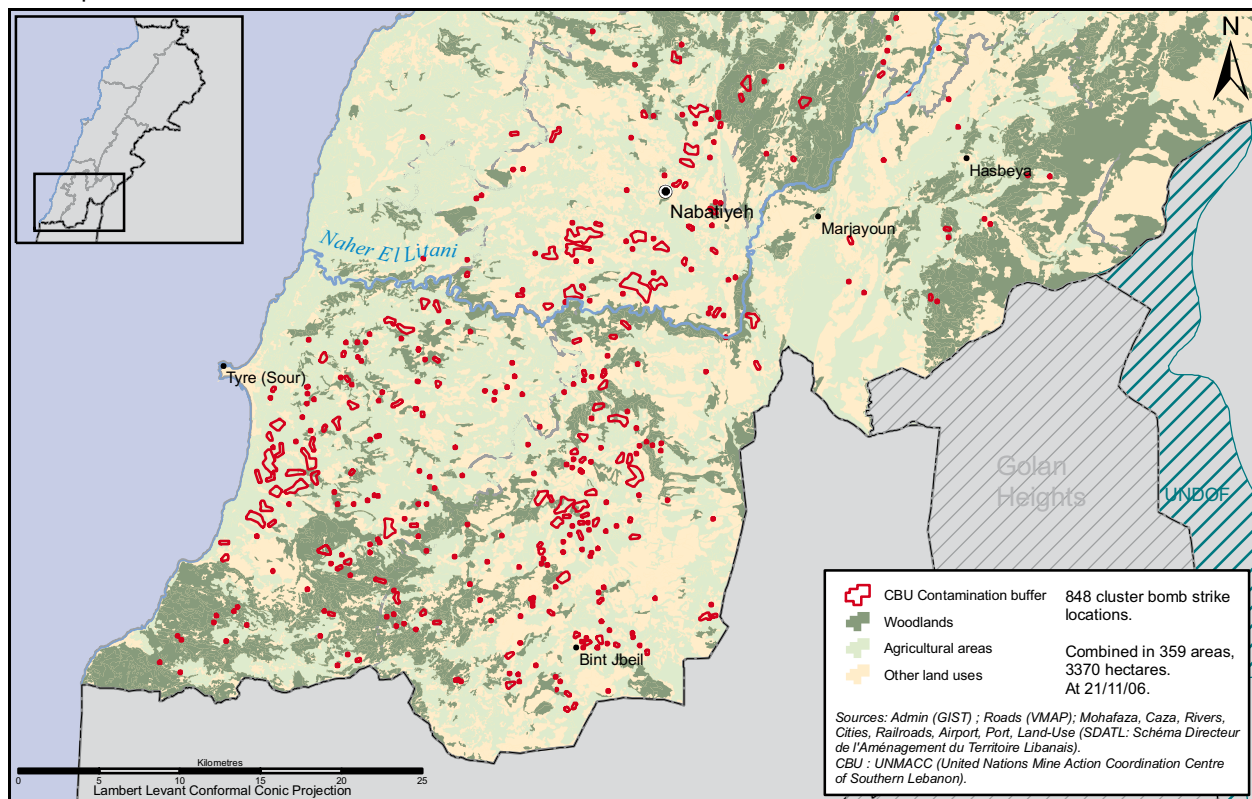 N
Hasbeya
Nabatiyeh
Marjayoun
Naher El Litani
Tyre (Sour)
Golan
Heights
UNDOF
Bint Jbeil
CBU Contamination buffer
Woodlands
Agricultural areas
Other land uses
848 cluster bomb strike
locations.
Combined in 359 areas,
3370 hectares.
At 21/11/06.
Sources: Admin (GIST) ; Roads (VMAP); Mohafaza, Caza, Rivers,
Cities, Railroads, Airport, Port, Land-Use (SDATL: Schéma Directeur
de l'Aménagement du Territoire Libanais).
CBU : UNMACC (United Nations Mine Action Coordination Centre
of Southern Lebanon).
Kilometres
0 5 10 15 20 25
Lambert Levant Conformal Conic Projection